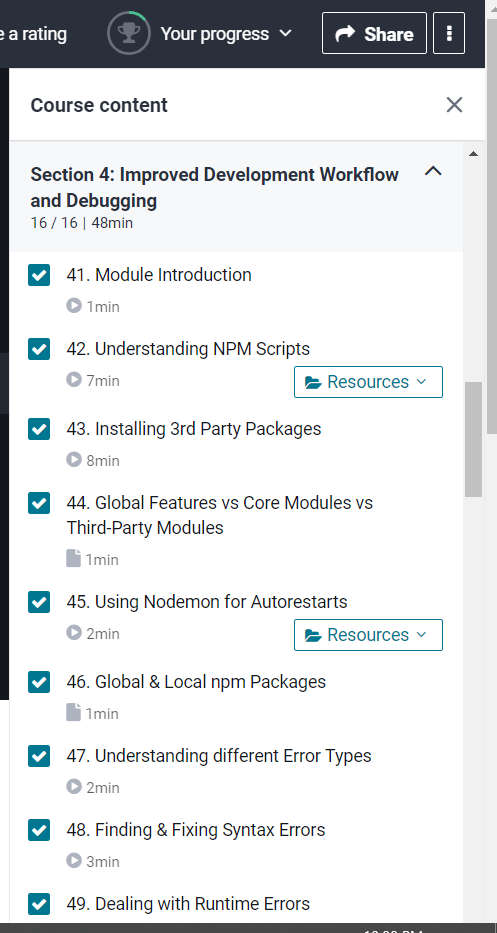 e a rating
Your progress
Share
Course content
Section 4: Improved Development Workflow
and Debugging
16 / 16 | 48min
41. Module Introduction
1min
42. Understanding NPM Scripts
7min
Resources
43. Installing 3rd Party Packages
8min
44. Global Features vs Core Modules vs
Third-Party Modules
1min
45. Using Nodemon for Autorestarts
2min
Resources
46. Global & Local npm Packages
1min
47. Understanding different Error Types
2min
48. Finding & Fixing Syntax Errors
3min
49. Dealing with Runtime Errors